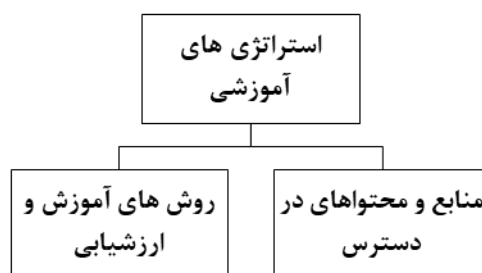 استراتژی های
آموزشی
منابع و محتواهای در
دسترس
روش های آموزش و
ارزشیابی